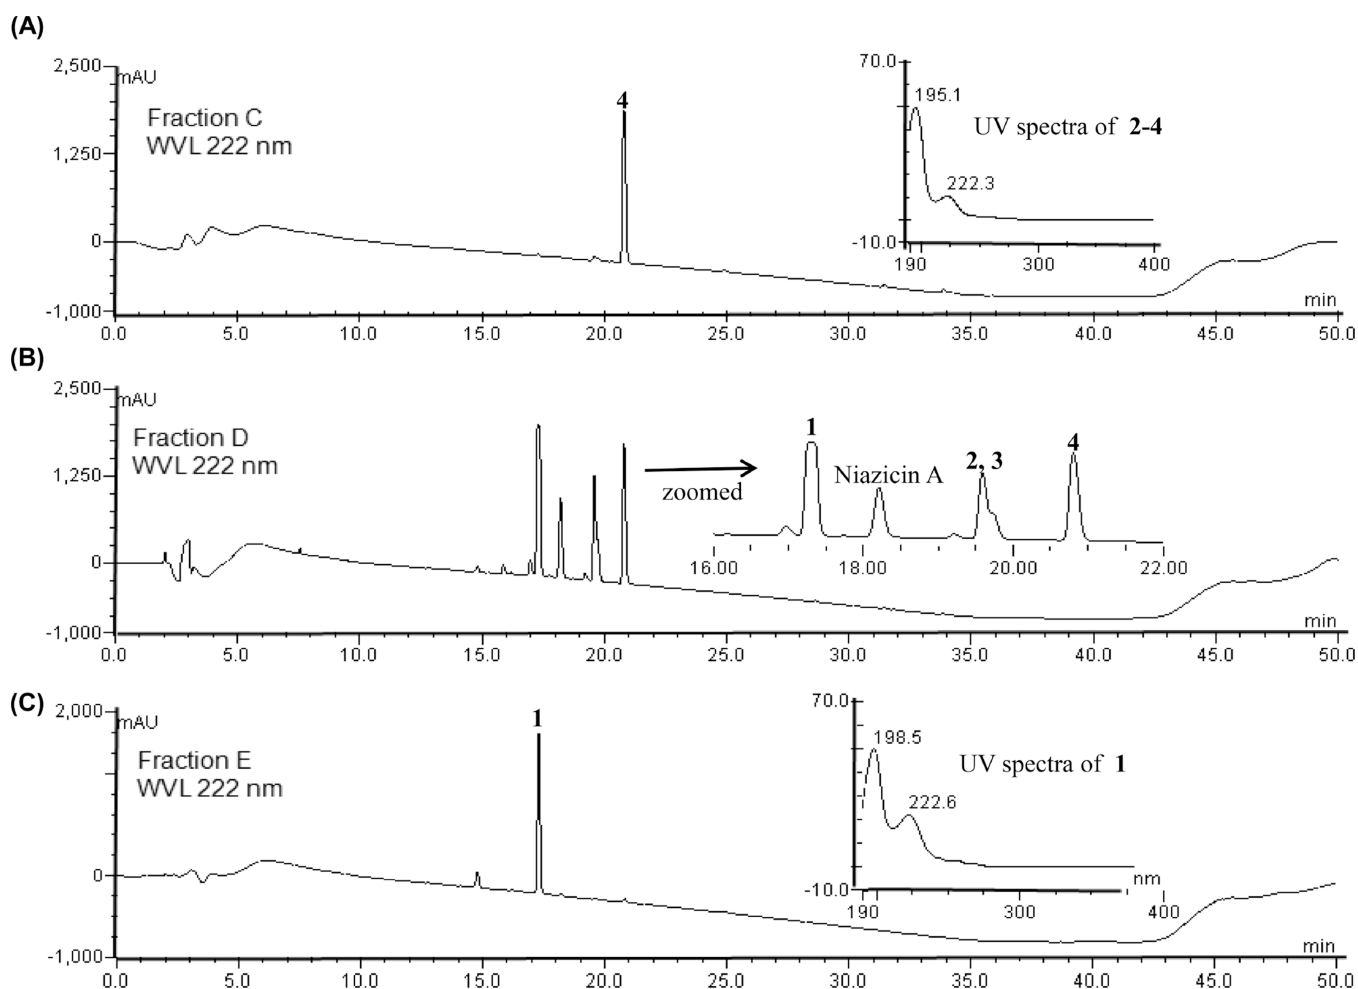 (A)
2,500
mAU
Fraction C
WVL 222 nm
1,250
0
-1,000
4
70.0
195.1
UV spectra of 2-4
222.3
-10.0
190 300 400
min
0.0 5.0 10.0 15.0 20.0 25.0 30.0 35.0 40.0 45.0 50.0
(B)
2,500
mAU
Fraction D
WVL 222 nm
1,250
0
-1,000
zoomed
1
Niazicin A
2, 3
4
16.00 18.00 20.00 22.00
min
0.0 5.0 10.0 15.0 20.0 25.0 30.0 35.0 40.0 45.0 50.0
(C)
2,000
mAU
Fraction E
WVL 222 nm
0
-1,000
1
70.0
198.5
UV spectra of 1
222.6
-10.0
nm
190 300 400
min
0.0 5.0 10.0 15.0 20.0 25.0 30.0 35.0 40.0 45.0 50.0